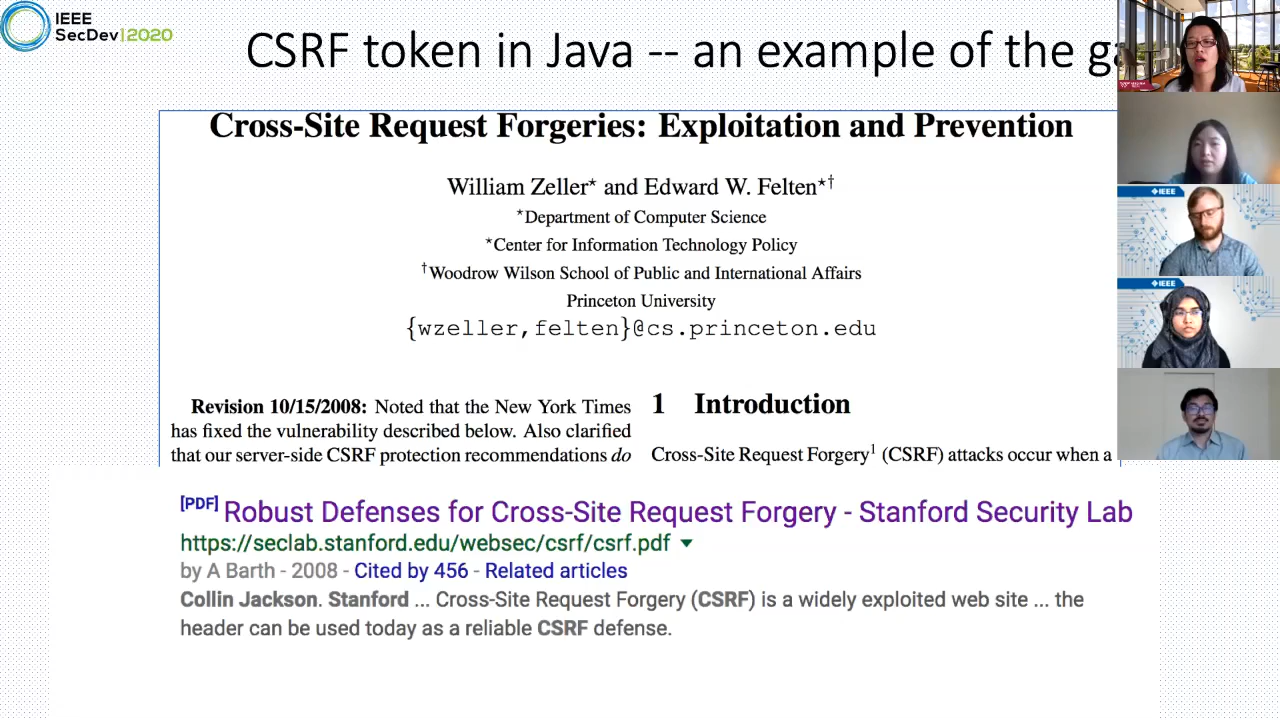 IEEE
SecDev|2020
CSRF token in Java -- an example of the ga
Cross-Site Request Forgeries: Exploitation and Prevention
William Zeller⋆ and Edward W. Felten⋆†
⋆Department of Computer Science
⋆Center for Information Technology Policy
†Woodrow Wilson School of Public and International Affairs
Princeton University
{wzeller,felten}@cs.princeton.edu
Revision 10/15/2008: Noted that the New York Times
has fixed the vulnerability described below. Also clarified
that our server-side CSRF protection recommendations do
1 Introduction
Cross-Site Request Forgery1 (CSRF) attacks occur when a
[PDF] Robust Defenses for Cross-Site Request Forgery - Stanford Security Lab
https://seclab.stanford.edu/websec/csrf/csrf.pdf
by A Barth - 2008 - Cited by 456 - Related articles
Collin Jackson. Stanford ... Cross-Site Request Forgery (CSRF) is a widely exploited web site ... the
header can be used today as a reliable CSRF defense.
IEEE
IEEE